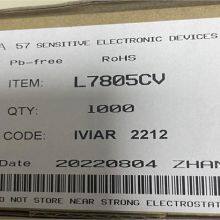 A 57 SENSITIVE ELECTRONIC DEVICES
Pb-free RoHS
ITEM: L7805CV
QTY: 1000
CODE: IVIAR 2212
Date 20220804 ZHAN
DO NOT STORE NEAR STRONG ELECTROSTAT